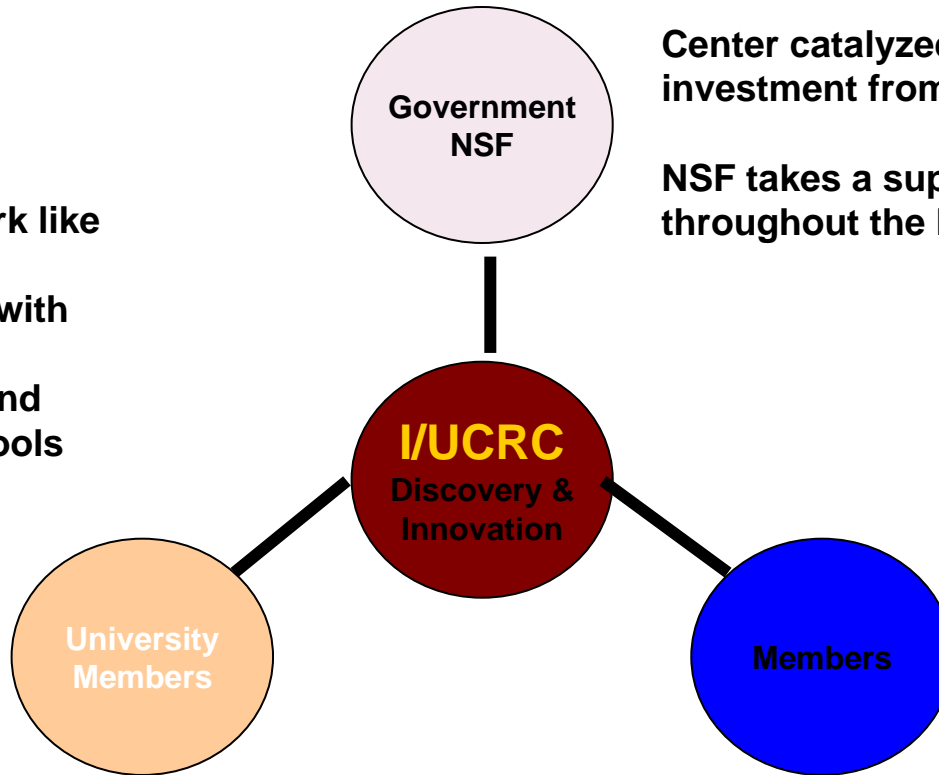 Government
NSF
Center catalyzed
investment from
NSF takes a
throughout the
rk like
with
nd
ools
I/UCRC
Discovery &
Innovation
University
Members
Members